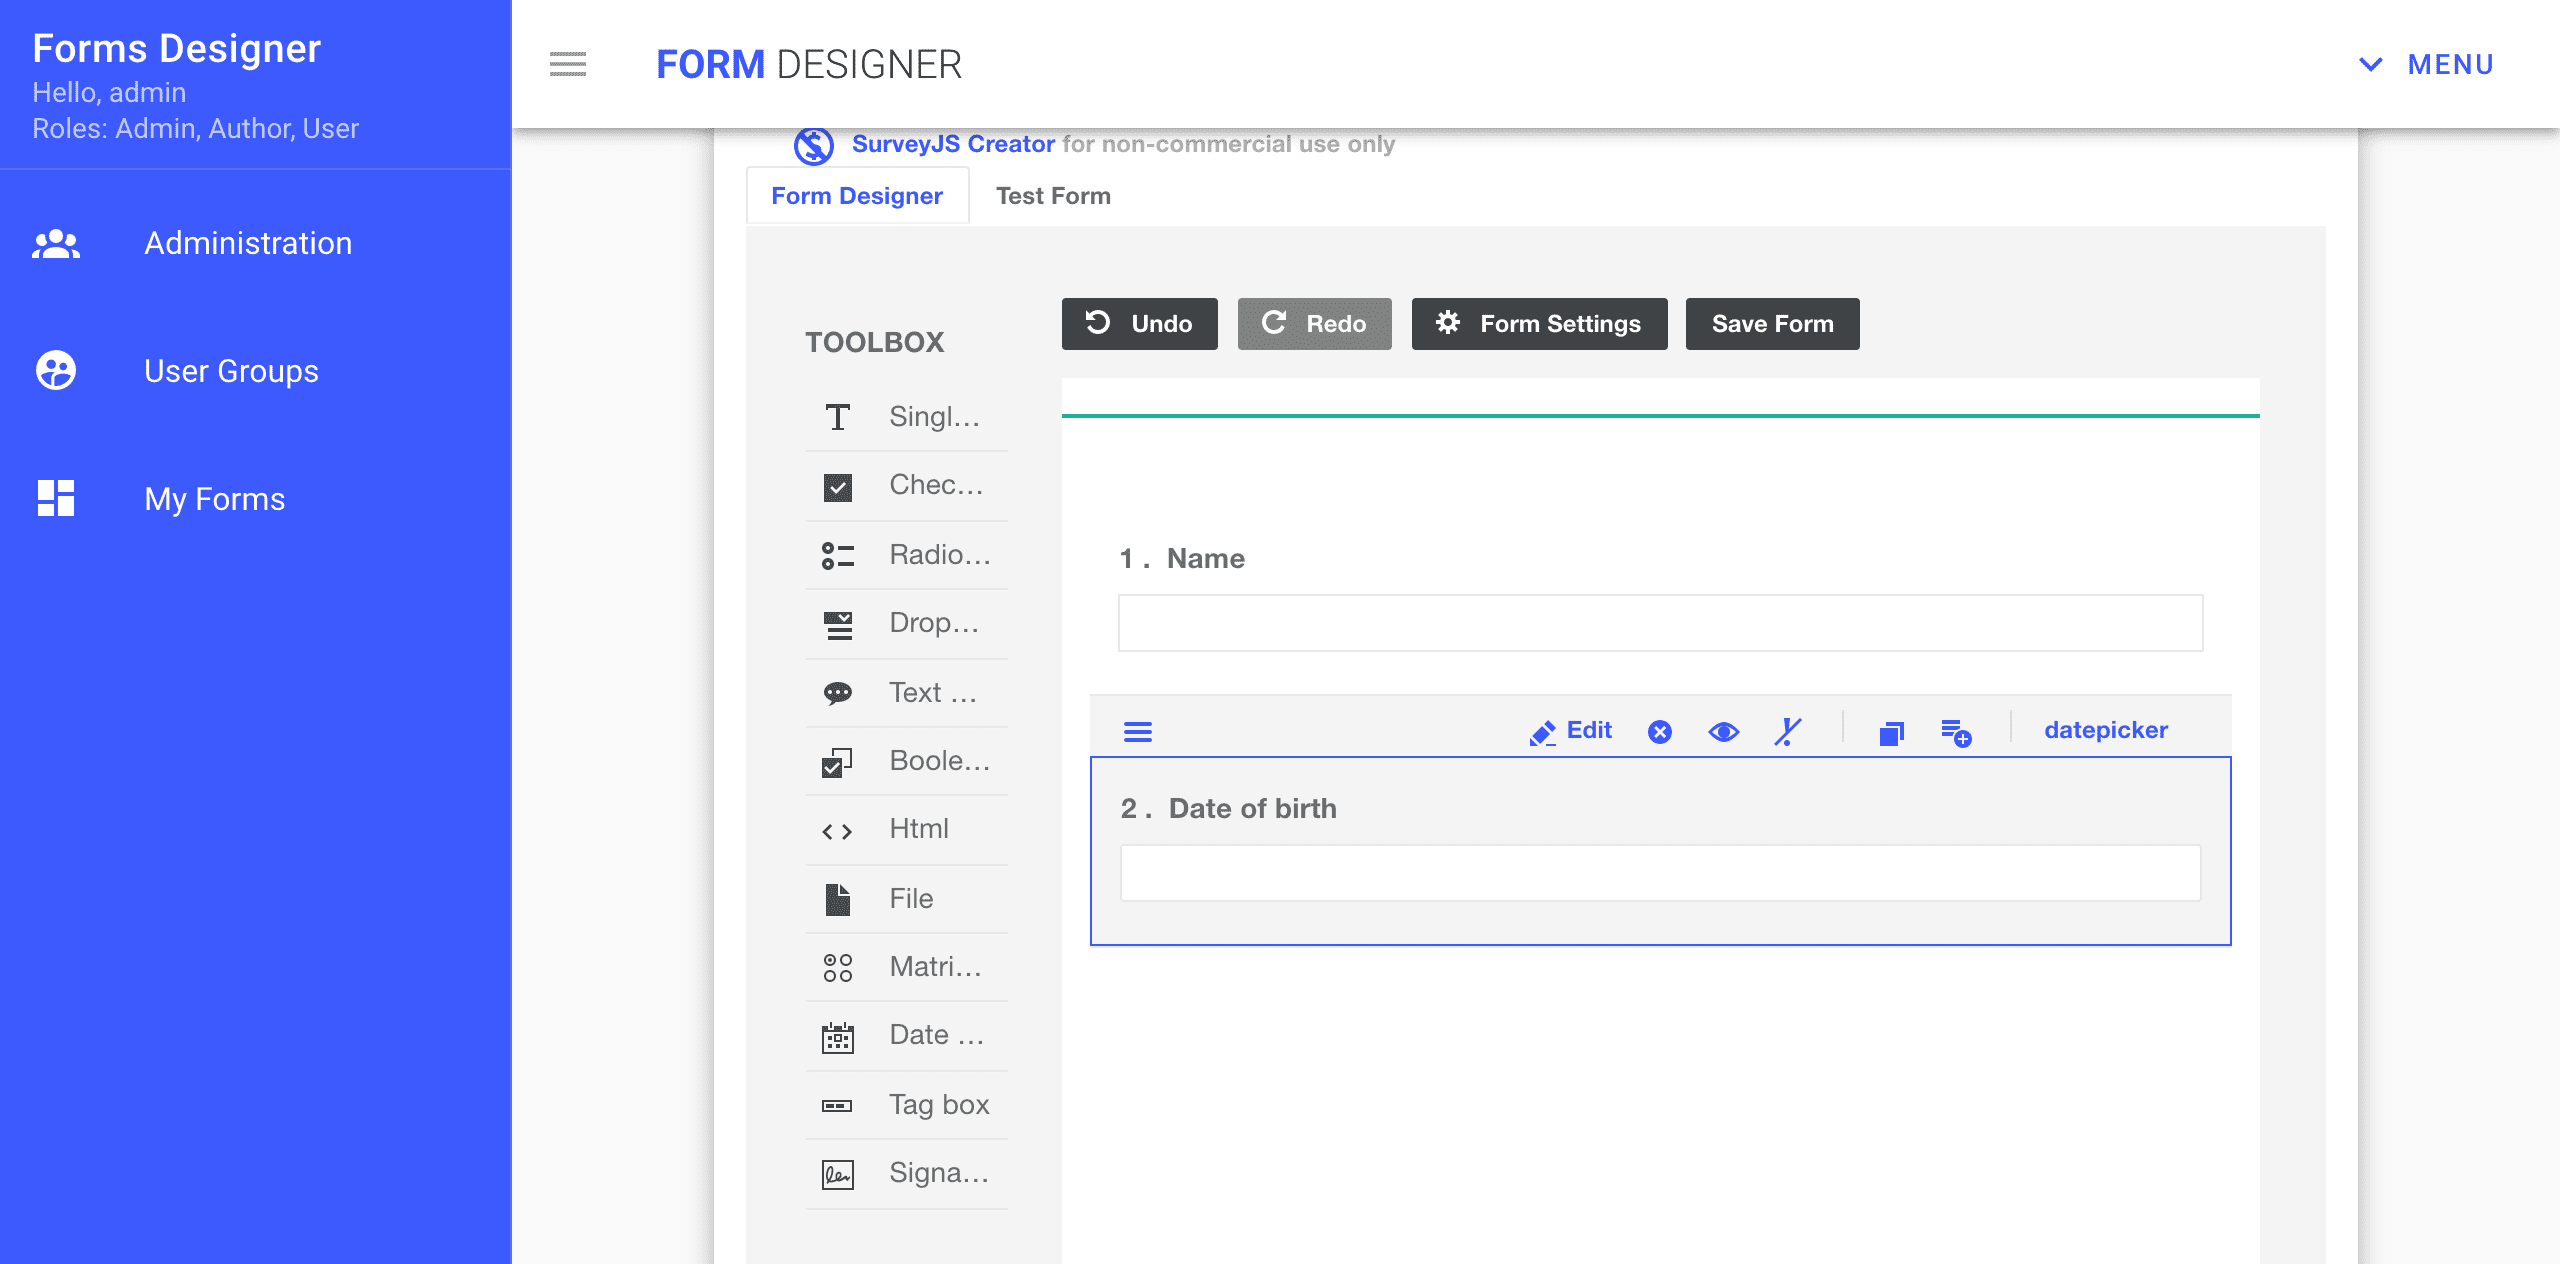 Forms Designer
Hello, admin
Roles: Admin, Author, User
Administration
User Groups
My Forms
FORM DESIGNER
MENU
SurveyJS Creator for non-commercial use only
Form Designer
Test Form
TOOLBOX
Singl...
Chec...
Radio...
Drop...
Text ...
Boole...
Html
File
Matri...
Date ...
Tag box
Signa...
Undo
Redo
Form Settings
Save Form
1 . Name
Edit
datepicker
2 . Date of birth